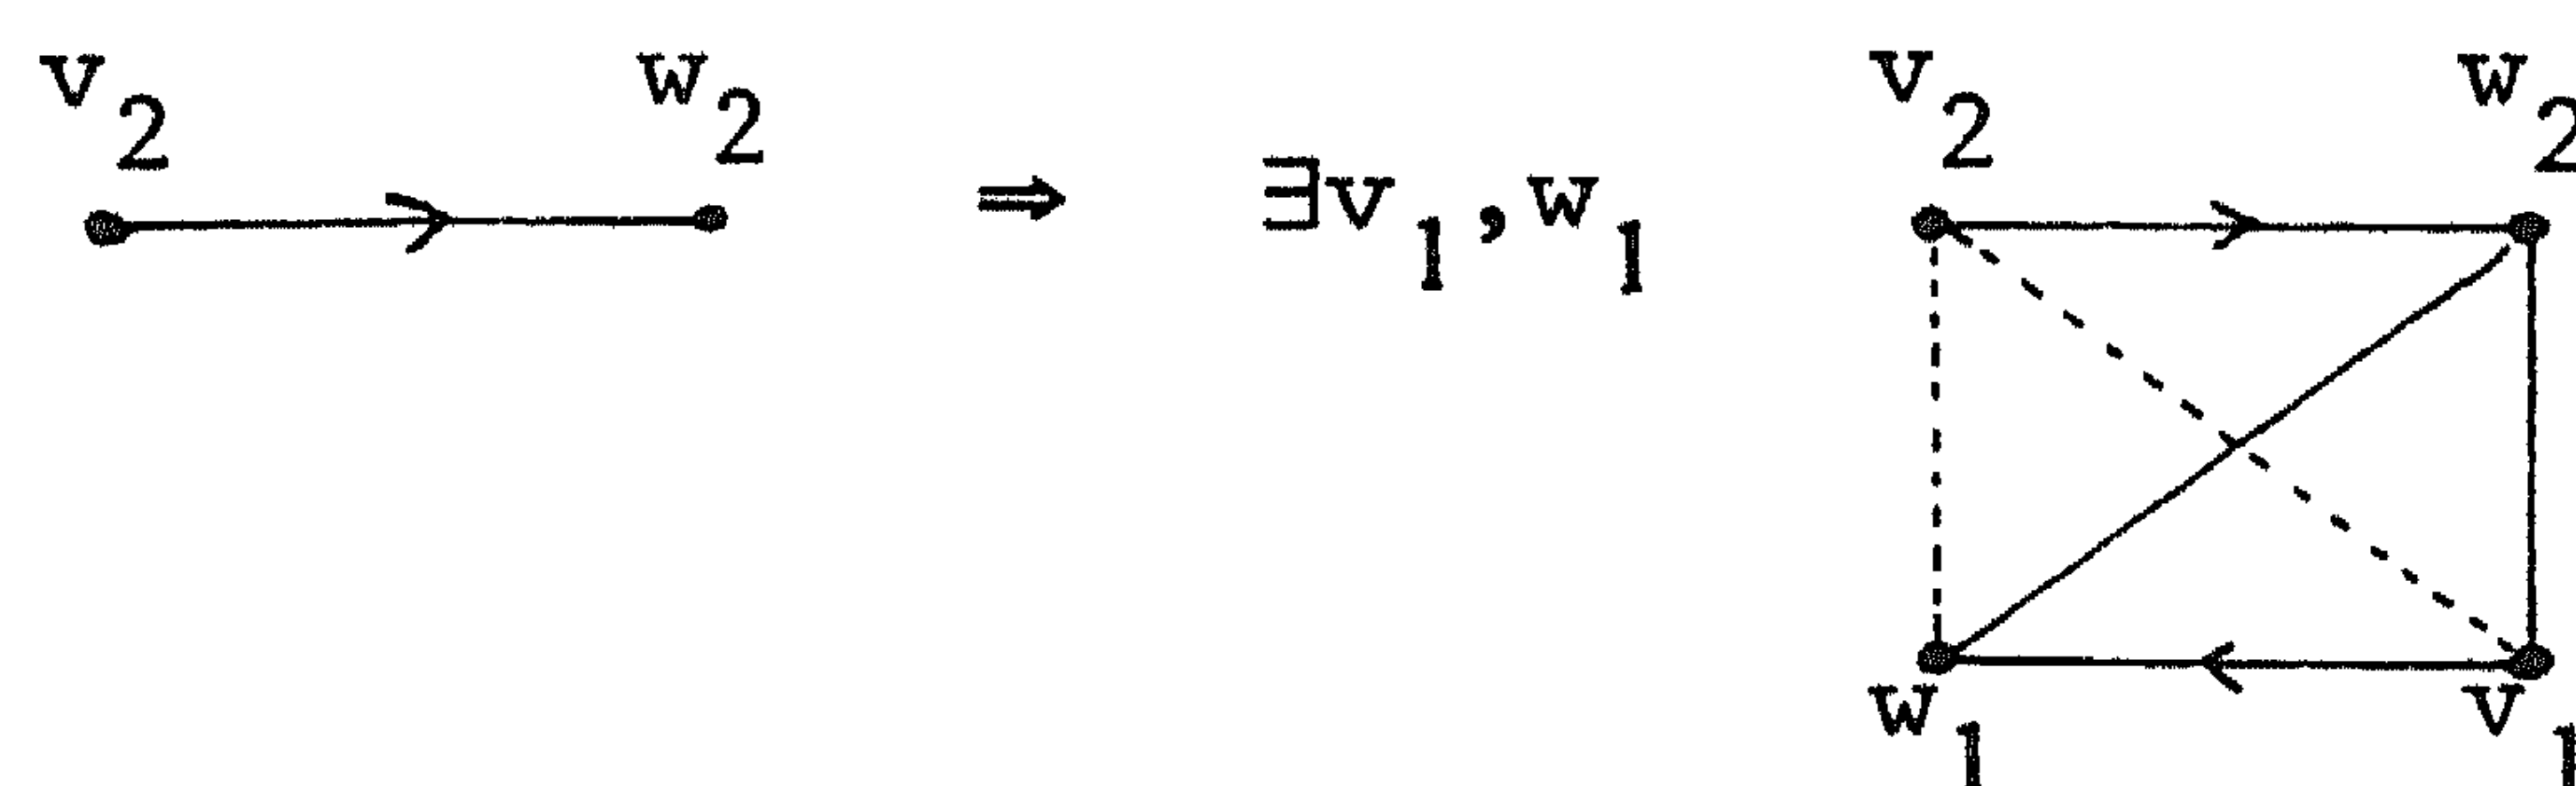 v₂ w₂ ⇒ ∃v₁,w₁ v₂ w₂
w₁ v₁